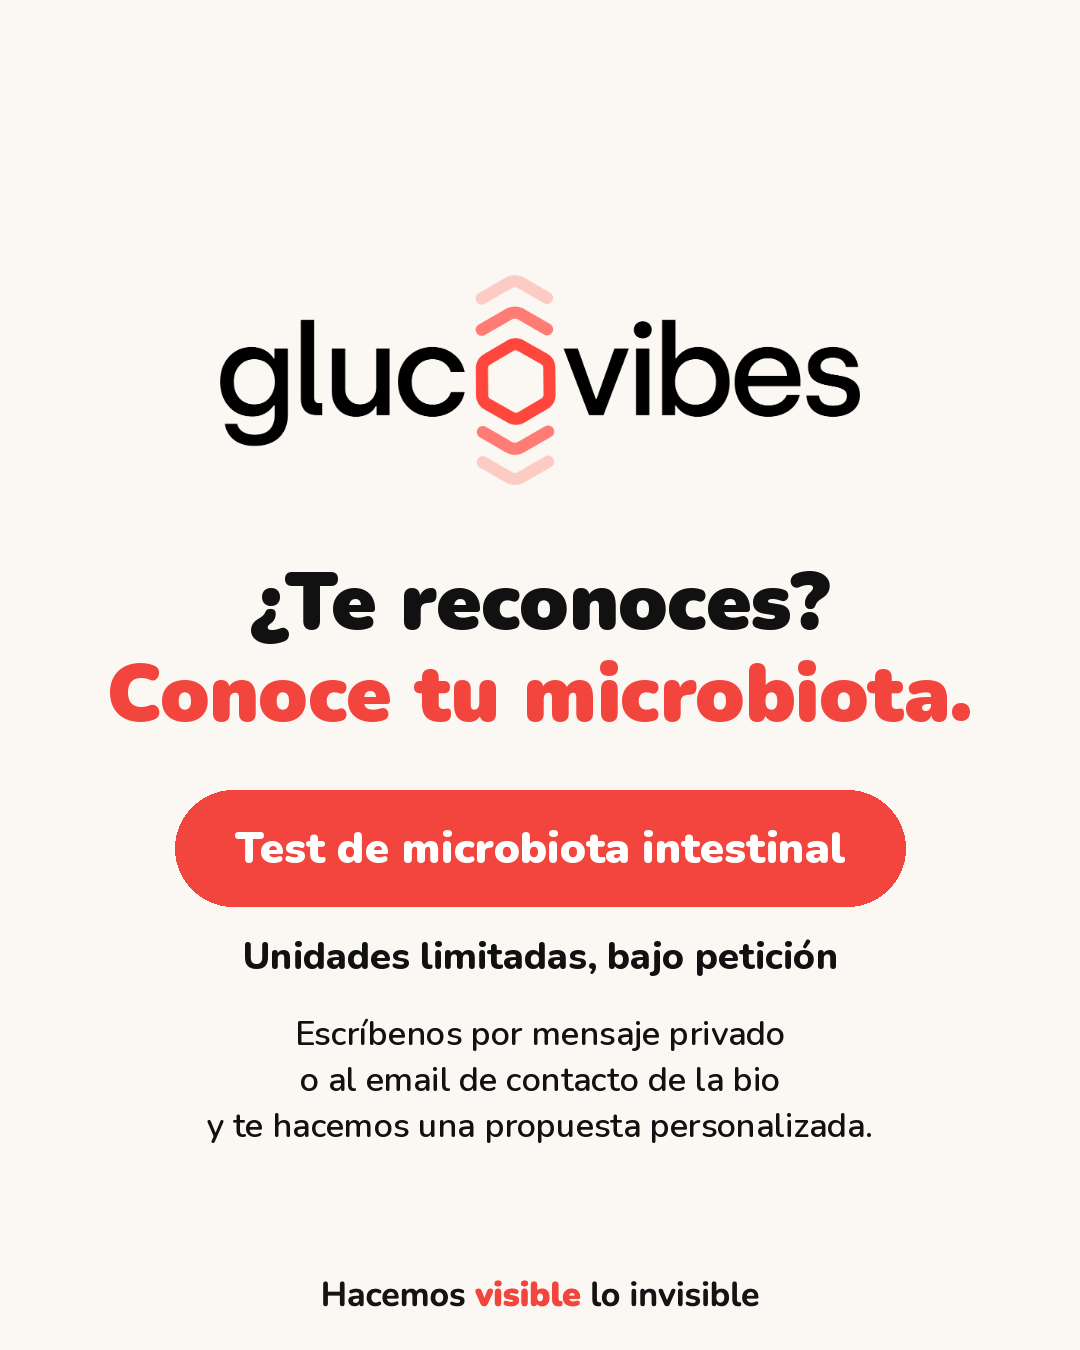 glucovibes
¿Te reconoces?
Conoce tu microbiota.
Test de microbiota intestinal
Unidades limitadas, bajo petición
Escríbenos por mensaje privado
o al email de contacto de la bio
y te hacemos una propuesta personalizada.
Hacemos visible lo invisible